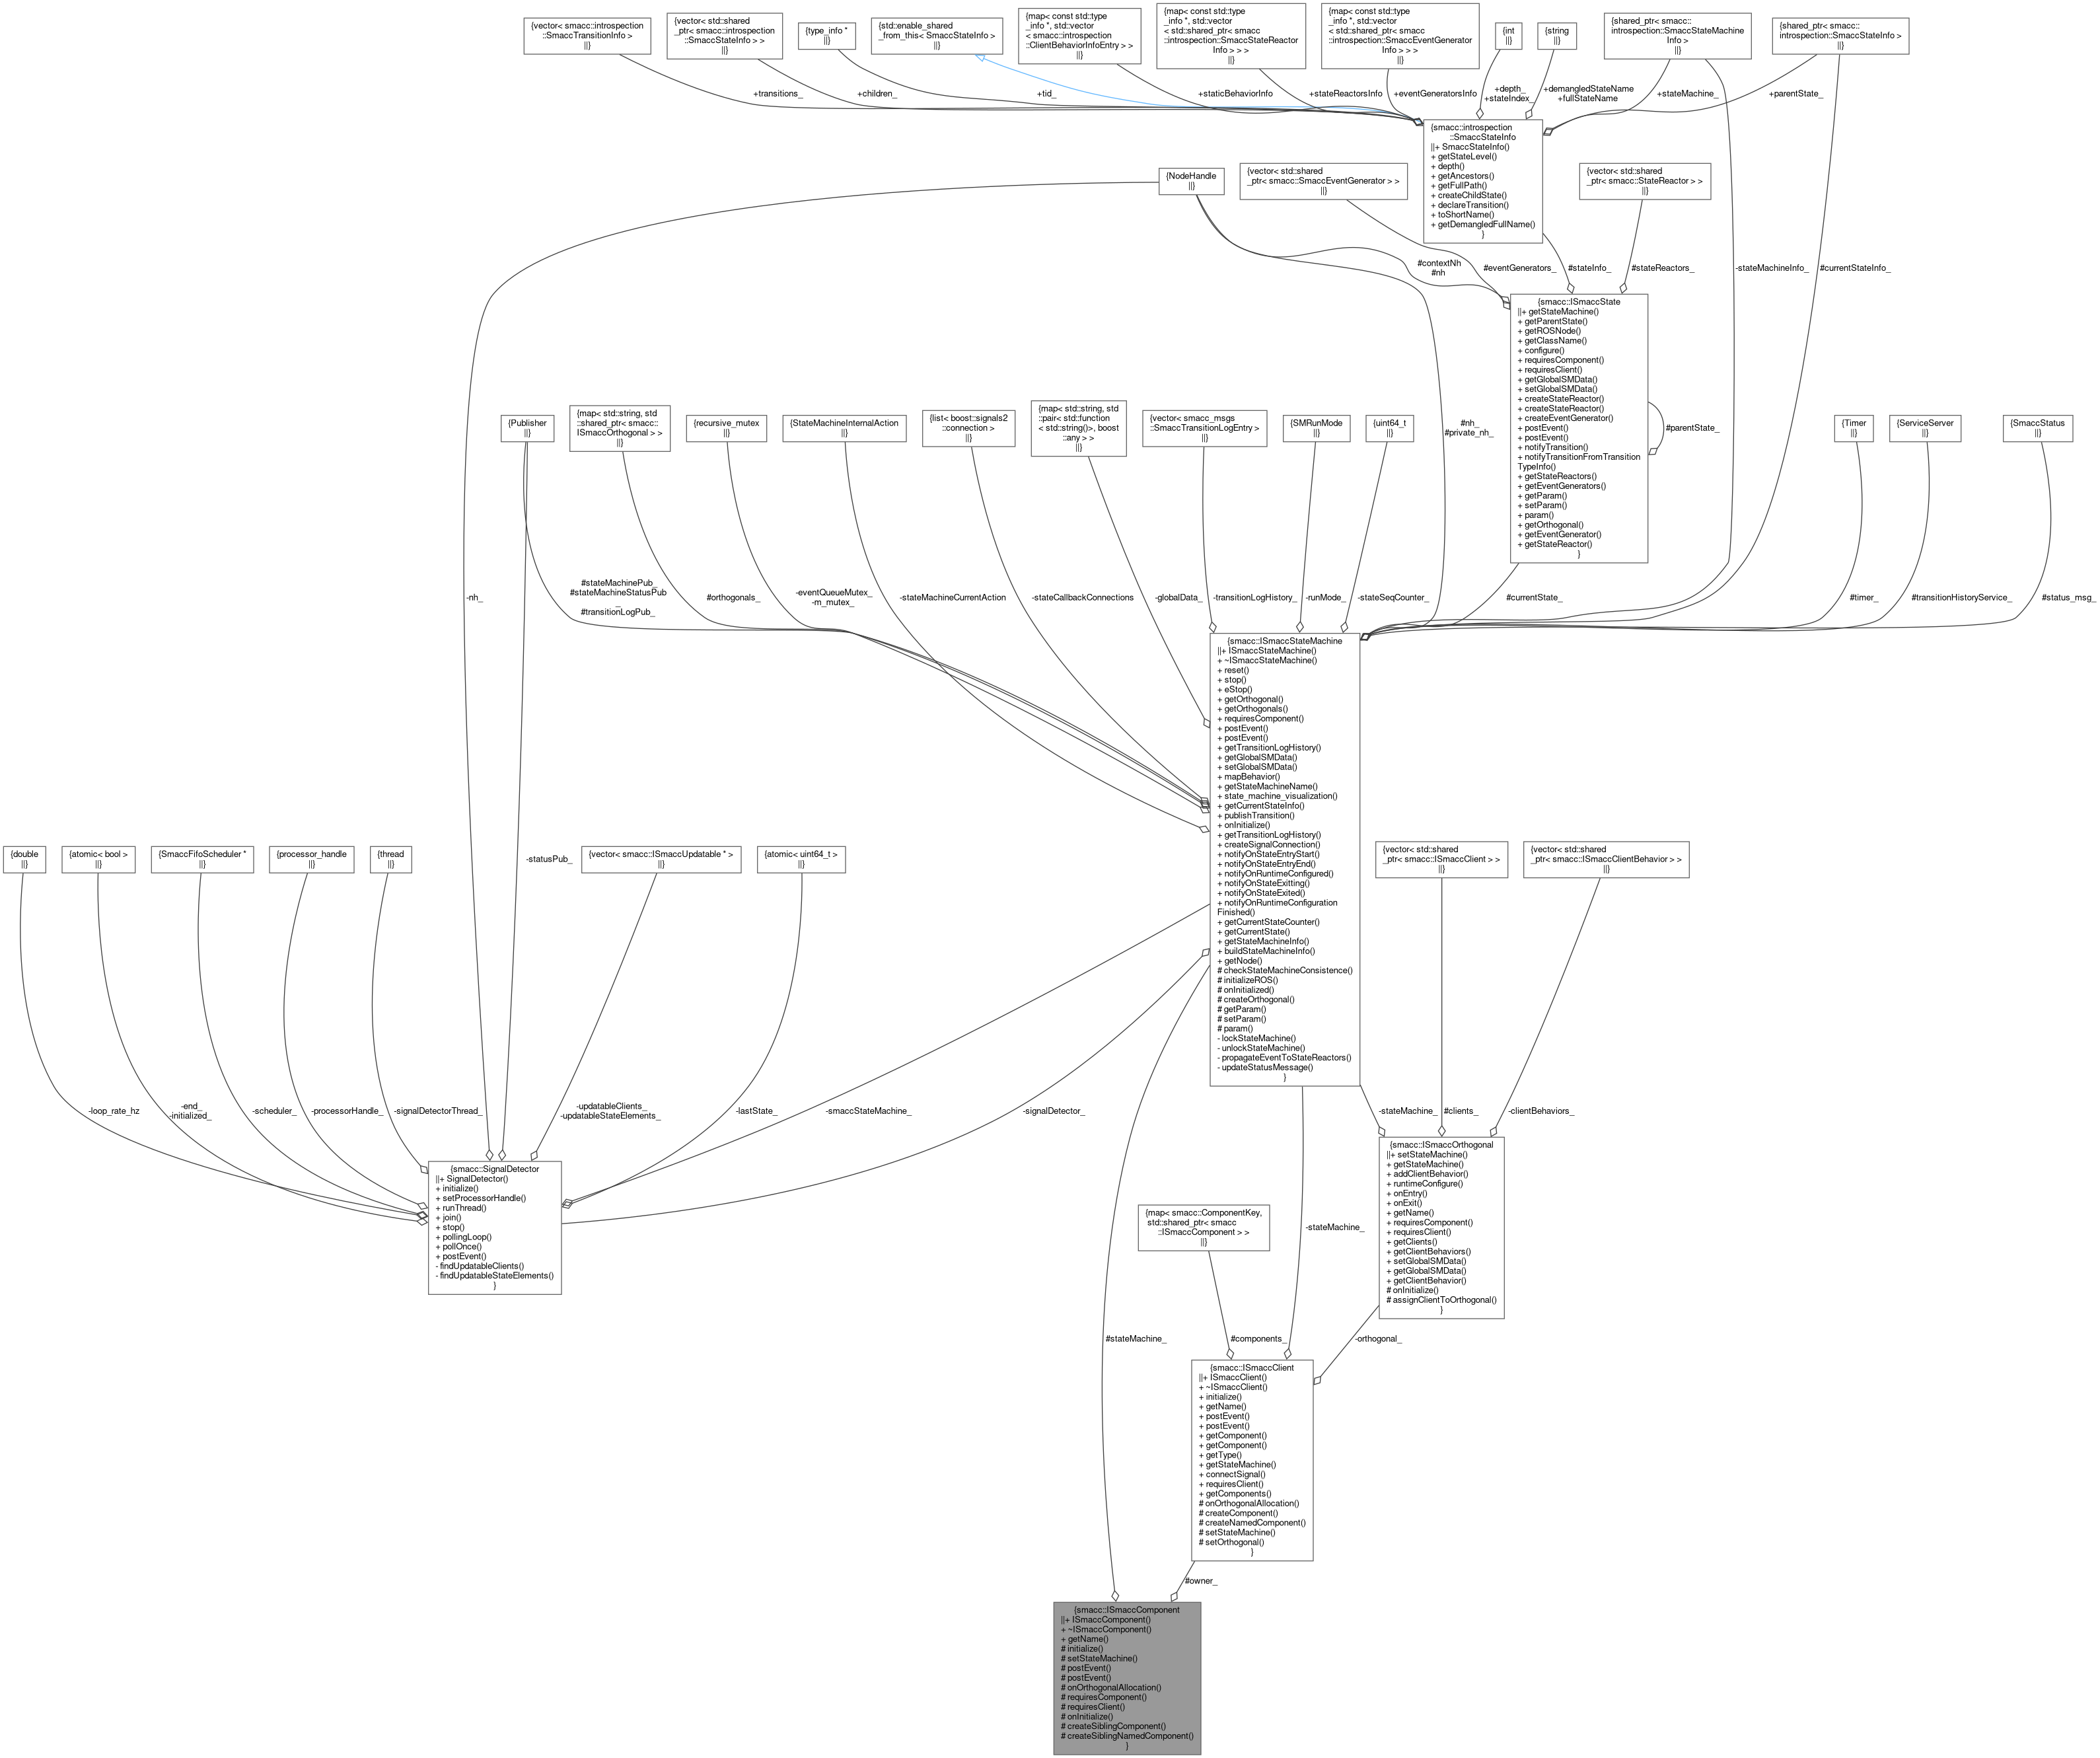 {vector< smacc::introspection
::SmaccTransitionInfo >
||}
{vector< std::shared
_ptr< smacc::introspection
::SmaccStateInfo > >
||}
{type_info *
||}
{std::enable_shared
_from_this< SmaccStateInfo >
||}
{map< const std::type
_info *, std::vector
< smacc::introspection
::ClientBehaviorInfoEntry > >
||}
{map< const std::type
_info *, std::vector
< std::shared_ptr< smacc
::introspection::SmaccStateReactor
Info > > >
||}
{map< const std::type
_info *, std::vector
< std::shared_ptr< smacc
::introspection::SmaccEventGenerator
Info > > >
||}
{int
||}
{string
||}
{shared_ptr< smacc::
introspection::SmaccStateMachine
Info >
||}
{shared_ptr< smacc::
introspection::SmaccStateInfo >
||}
+transitions_
+children_
+tid_
+staticBehaviorInfo
+stateReactorsInfo
+eventGeneratorsInfo
+depth_
+stateIndex_
+demangledStateName
+fullStateName
+stateMachine_
+parentState_
{smacc::introspection
::SmaccStateInfo
||+ SmaccStateInfo()
+ getStateLevel()
+ depth()
+ getAncestors()
+ getFullPath()
+ createChildState()
+ declareTransition()
+ toShortName()
+ getDemangledFullName()
}
{NodeHandle
||}
{vector< std::shared
_ptr< smacc::SmaccEventGenerator > >
||}
{vector< std::shared
_ptr< smacc::StateReactor > >
||}
#contextNh
#nh
#eventGenerators_
#stateInfo_
#stateReactors_
-stateMachineInfo_
#currentStateInfo_
{smacc::ISmaccState
||+ getStateMachine()
+ getParentState()
+ getROSNode()
+ getClassName()
+ configure()
+ requiresComponent()
+ requiresClient()
+ getGlobalSMData()
+ setGlobalSMData()
+ createStateReactor()
+ createStateReactor()
+ createEventGenerator()
+ postEvent()
+ postEvent()
+ notifyTransition()
+ notifyTransitionFromTransition
TypeInfo()
+ getStateReactors()
+ getEventGenerators()
+ getParam()
+ setParam()
+ param()
+ getOrthogonal()
+ getEventGenerator()
+ getStateReactor()
}
#parentState_
{Publisher
||}
{map< std::string, std
::shared_ptr< smacc::
ISmaccOrthogonal > >
||}
{recursive_mutex
||}
{StateMachineInternalAction
||}
{list< boost::signals2
::connection >
||}
{map< std::string, std
::pair< std::function
< std::string()>, boost
::any > >
||}
{vector< smacc_msgs
::SmaccTransitionLogEntry >
||}
{SMRunMode
||}
{uint64_t
||}
#nh_
#private_nh_
{Timer
||}
{ServiceServer
||}
{SmaccStatus
||}
-nh_
#stateMachinePub_
#stateMachineStatusPub
_
#transitionLogPub_
#orthogonals_
-eventQueueMutex_
-m_mutex_
-stateMachineCurrentAction
-stateCallbackConnections
-globalData_
-transitionLogHistory_
-runMode_
-stateSeqCounter_
#currentState_
#timer_
#transitionHistoryService_
#status_msg_
{smacc::ISmaccStateMachine
||+ ISmaccStateMachine()
+ ~ISmaccStateMachine()
+ reset()
+ stop()
+ eStop()
+ getOrthogonal()
+ getOrthogonals()
+ requiresComponent()
+ postEvent()
+ postEvent()
+ getTransitionLogHistory()
+ getGlobalSMData()
+ setGlobalSMData()
+ mapBehavior()
+ getStateMachineName()
+ state_machine_visualization()
+ getCurrentStateInfo()
+ publishTransition()
+ onInitialize()
+ getTransitionLogHistory()
+ createSignalConnection()
+ notifyOnStateEntryStart()
+ notifyOnStateEntryEnd()
+ notifyOnRuntimeConfigured()
+ notifyOnStateExitting()
+ notifyOnStateExited()
+ notifyOnRuntimeConfiguration
Finished()
+ getCurrentStateCounter()
+ getCurrentState()
+ getStateMachineInfo()
+ buildStateMachineInfo()
+ getNode()
# checkStateMachineConsistence()
# initializeROS()
# onInitialized()
# createOrthogonal()
# getParam()
# setParam()
# param()
- lockStateMachine()
- unlockStateMachine()
- propagateEventToStateReactors()
- updateStatusMessage()
}
{double
||}
{atomic< bool >
||}
{SmaccFifoScheduler *
||}
{processor_handle
||}
{thread
||}
-statusPub_
{vector< smacc::ISmaccUpdatable * >
||}
{atomic< uint64_t >
||}
{vector< std::shared
_ptr< smacc::ISmaccClient > >
||}
{vector< std::shared
_ptr< smacc::ISmaccClientBehavior > >
||}
-loop_rate_hz
-end_
-initialized_
-scheduler_
-processorHandle_
-signalDetectorThread_
-updatableClients_
-updatableStateElements_
-lastState_
-smaccStateMachine_
-signalDetector_
-stateMachine_
#clients_
-clientBehaviors_
{smacc::SignalDetector
||+ SignalDetector()
+ initialize()
+ setProcessorHandle()
+ runThread()
+ join()
+ stop()
+ pollingLoop()
+ pollOnce()
+ postEvent()
- findUpdatableClients()
- findUpdatableStateElements()
}
{smacc::ISmaccOrthogonal
||+ setStateMachine()
+ getStateMachine()
+ addClientBehavior()
+ runtimeConfigure()
+ onEntry()
+ onExit()
+ getName()
+ requiresComponent()
+ requiresClient()
+ getClients()
+ getClientBehaviors()
+ setGlobalSMData()
+ getGlobalSMData()
+ getClientBehavior()
# onInitialize()
# assignClientToOrthogonal()
}
{map< smacc::ComponentKey,
std::shared_ptr< smacc
::ISmaccComponent > >
||}
-stateMachine_
#stateMachine_
#components_
-orthogonal_
{smacc::ISmaccClient
||+ ISmaccClient()
+ ~ISmaccClient()
+ initialize()
+ getName()
+ postEvent()
+ postEvent()
+ getComponent()
+ getComponent()
+ getType()
+ getStateMachine()
+ connectSignal()
+ requiresClient()
+ getComponents()
# onOrthogonalAllocation()
# createComponent()
# createNamedComponent()
# setStateMachine()
# setOrthogonal()
}
#owner_
{smacc::ISmaccComponent
||+ ISmaccComponent()
+ ~ISmaccComponent()
+ getName()
# initialize()
# setStateMachine()
# postEvent()
# postEvent()
# onOrthogonalAllocation()
# requiresComponent()
# requiresClient()
# onInitialize()
# createSiblingComponent()
# createSiblingNamedComponent()
}